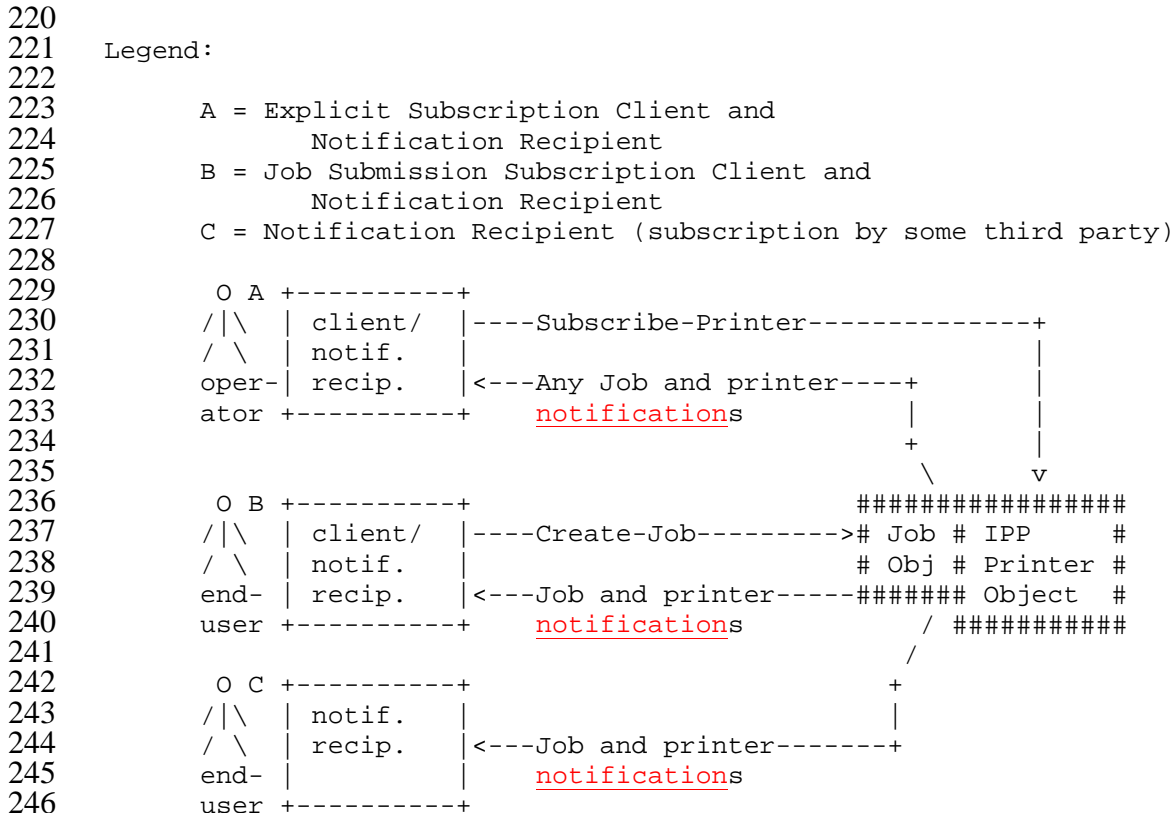 220
221 Legend:
222
223 A = Explicit Subscription Client and
224 Notification Recipient
225 B = Job Submission Subscription Client and
226 Notification Recipient
227 C = Notification Recipient (subscription by some third party)
228
229 O A +----------+
230 /|\ | client/ |----Subscribe-Printer--------------+
231 / \ | notif. | |
232 oper-| recip. |<---Any Job and printer----+ |
233 ator +----------+ notifications | |
234 + |
235 \ v
236 O B +----------+ #################
237 /|\ | client/ |----Create-Job---------># Job # IPP #
238 / \ | notif. | # Obj # Printer #
239 end- | recip. |<---Job and printer-----####### Object #
240 user +----------+ notifications / ###########
241 /
242 O C +----------+ +
243 /|\ | notif. | |
244 / \ | recip. |<---Job and printer-------+
245 end- | | notifications
246 user +----------+